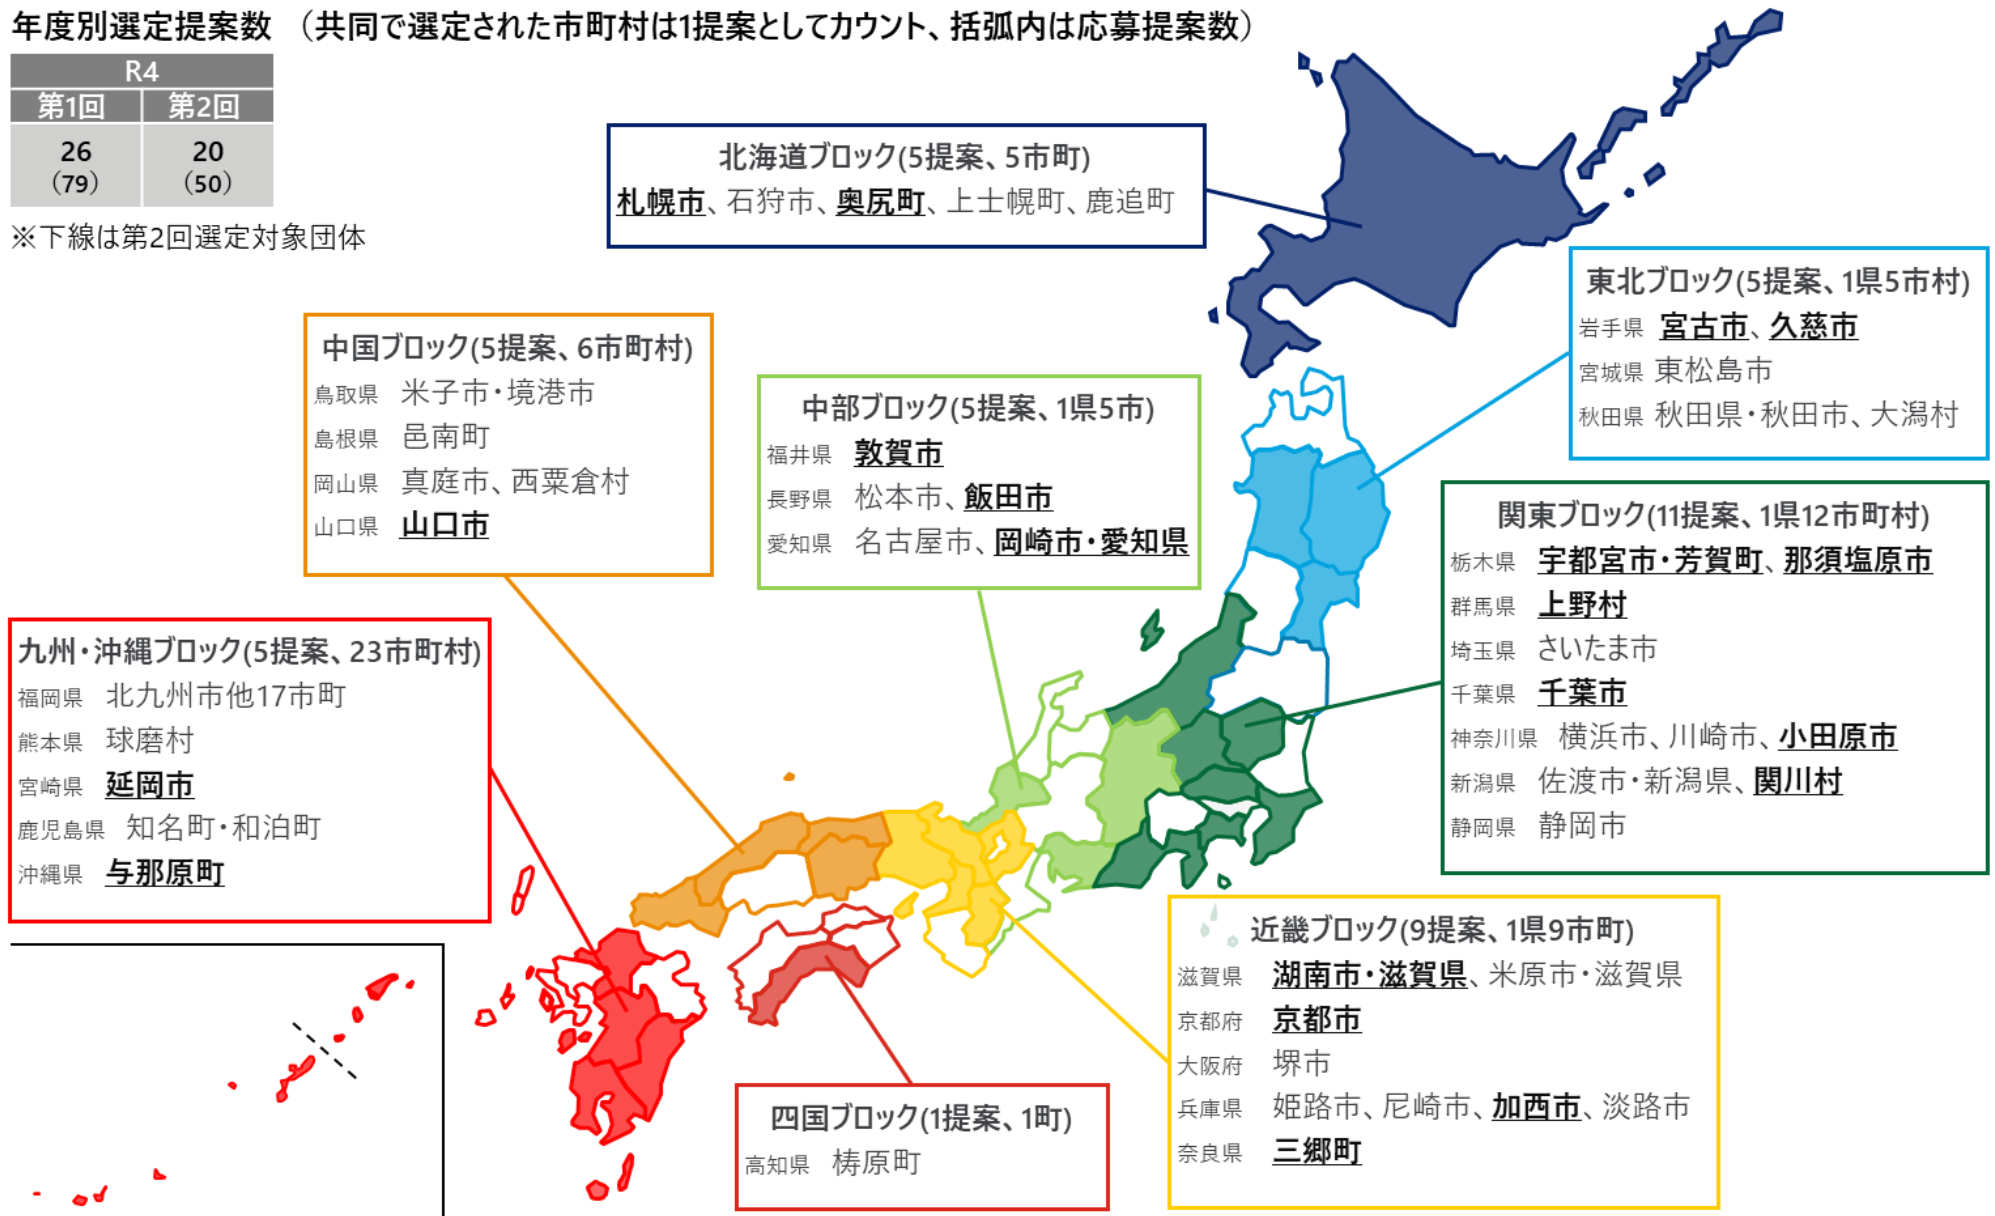 年度別選定提案数 （共同で選定された市町村は1提案としてカウント、括弧内は応募提案数）
R4
第1回 第2回
26 20
（79） （50）
※下線は第2回選定対象団体
北海道ブロック(5提案、5市町)
札幌市、石狩市、奥尻町、上士幌町、鹿追町
東北ブロック(5提案、1県5市村)
岩手県 宮古市、久慈市
宮城県 東松島市
秋田県 秋田県・秋田市、大潟村
中国ブロック(5提案、6市町村)
鳥取県 米子市・境港市
島根県 邑南町
岡山県 真庭市、西粟倉村
山口県 山口市
中部ブロック(5提案、1県5市)
福井県 敦賀市
長野県 松本市、飯田市
愛知県 名古屋市、岡崎市・愛知県
関東ブロック(11提案、1県12市町村)
栃木県 宇都宮市・芳賀町、那須塩原市
群馬県 上野村
埼玉県 さいたま市
千葉県 千葉市
神奈川県 横浜市、川崎市、小田原市
新潟県 佐渡市・新潟県、関川村
静岡県 静岡市
九州・沖縄ブロック(5提案、23市町村)
福岡県 北九州市他17市町
熊本県 球磨村
宮崎県 延岡市
鹿児島県 知名町・和泊町
沖縄県 与那原町
近畿ブロック(9提案、1県9市町)
滋賀県 湖南市・滋賀県、米原市・滋賀県
京都府 京都市
大阪府 堺市
兵庫県 姫路市、尼崎市、加西市、淡路市
奈良県 三郷町
四国ブロック(1提案、1町)
高知県 梼原町